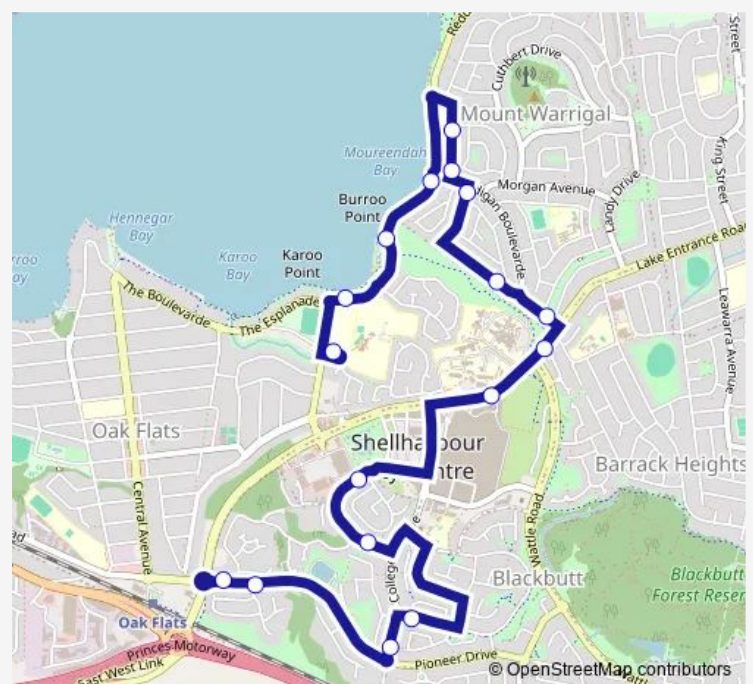 Cuthbert Drive
Street
Mount Warrigal
Moureendah
Bay
King Street
Morgan Avenue
Landy Drive
Burroo
Point
Hennegar
Bay
Karoo
Bay
Karoo
Point
Lake Entrance Road
The Boulevarde
The Esplanade
Leawarra Avenue
Oak Flats
Shellharbour
Barrack Heights
Central Avenue
Wattle Road
Blackbutt
Blackbutt
Forest Reser
Oak Flats
Princes Motorway
East West Link
Pioneer Drive
© OpenStreetMap contributors